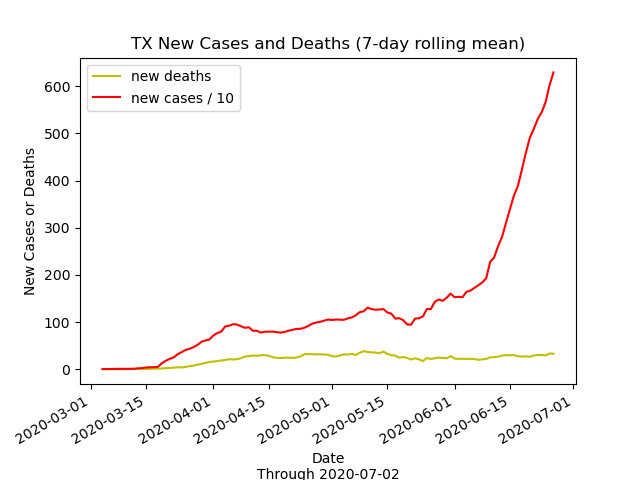 TX New Cases and Deaths (7-day rolling mean)
new deaths
new cases / 10
600
500
400
300
200
100
0
New Cases or Deaths
2020-03-01
2020-03-15
2020-04-01
2020-04-15
2020-05-01
2020-05-15
2020-06-01
2020-06-15
2020-07-01
Date
Through 2020-07-02